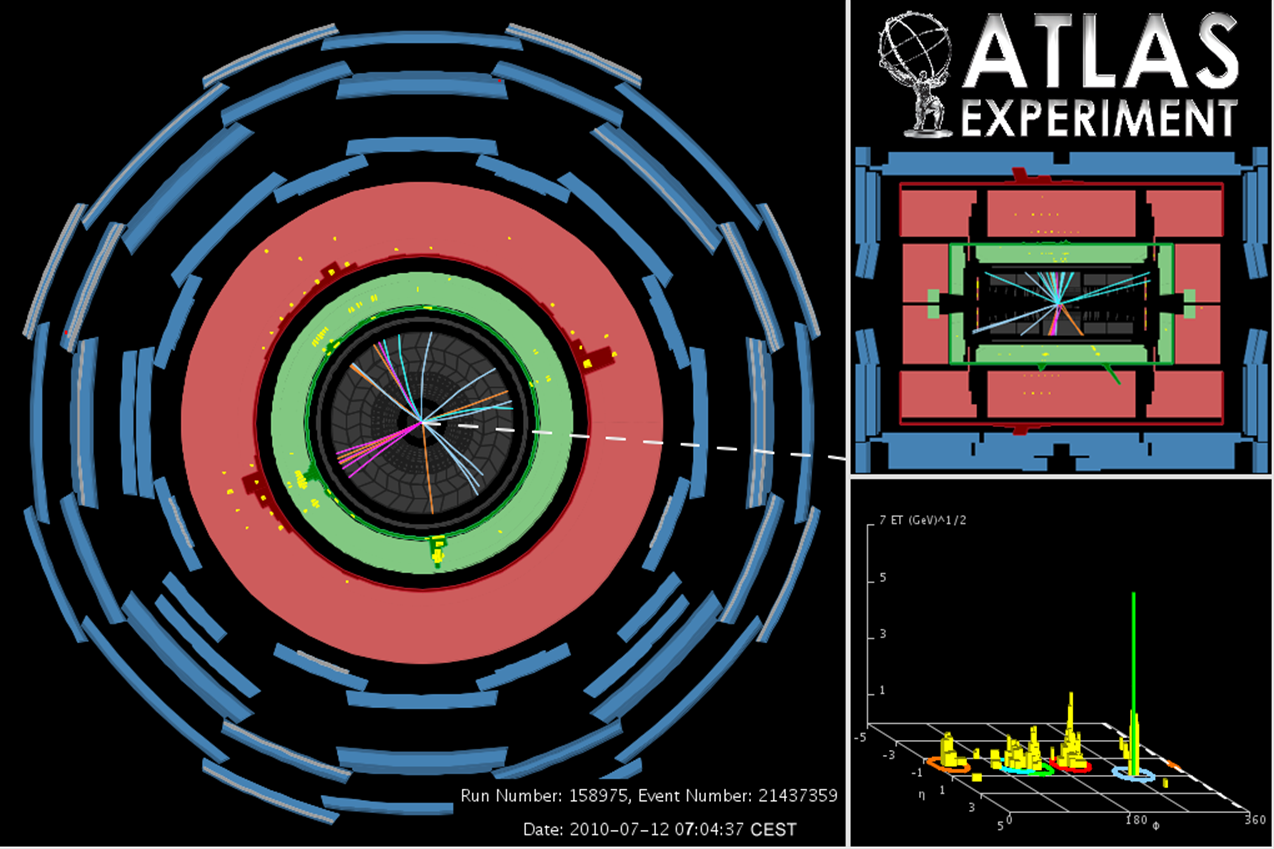 ATLAS
EXPERIMENT
7 ET (GeV)^1/2
5
3
1
-5
-3
-1
η 1
3
5 0 180 Φ 360
Run Number: 158975, Event Number: 21437359
Date: 2010-07-12 07:04:37 CEST